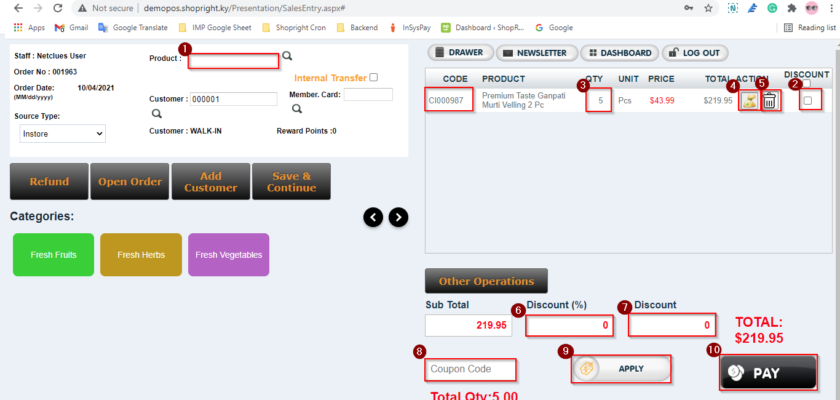 Not secure | demopos.shopright.ky/Presentation/SalesEntry.aspx#
Apps Gmail Google Translate IMP Google Sheet Shopright Cron Backend InSysPay Dashboard ‹ ShopR... Google Reading list
Staff : Netclues User
Order No : 001963
Order Date: 10/04/2021
(MM/dd/yyyy)
Source Type:
Instore
1
Product :
Internal Transfer
Customer : 000001
Member. Card:
Customer : WALK-IN
Reward Points :0
DRAWER NEWSLETTER DASHBOARD LOG OUT
CODE PRODUCT QTY UNIT PRICE TOTAL ACTION DISCOUNT
3 4 5 2
CI000987 Premium Taste Ganpati 5 Pcs $43.99 $219.95
Murti Velling 2 Pc
Refund Open Order Add Customer Save & Continue
Categories:
Fresh Fruits Fresh Herbs Fresh Vegetables
Other Operations
Sub Total 6 Discount (%) 7 Discount
219.95 0 0
TOTAL:
$219.95
8 9 10
Coupon Code APPLY PAY
Total Qty:5.00